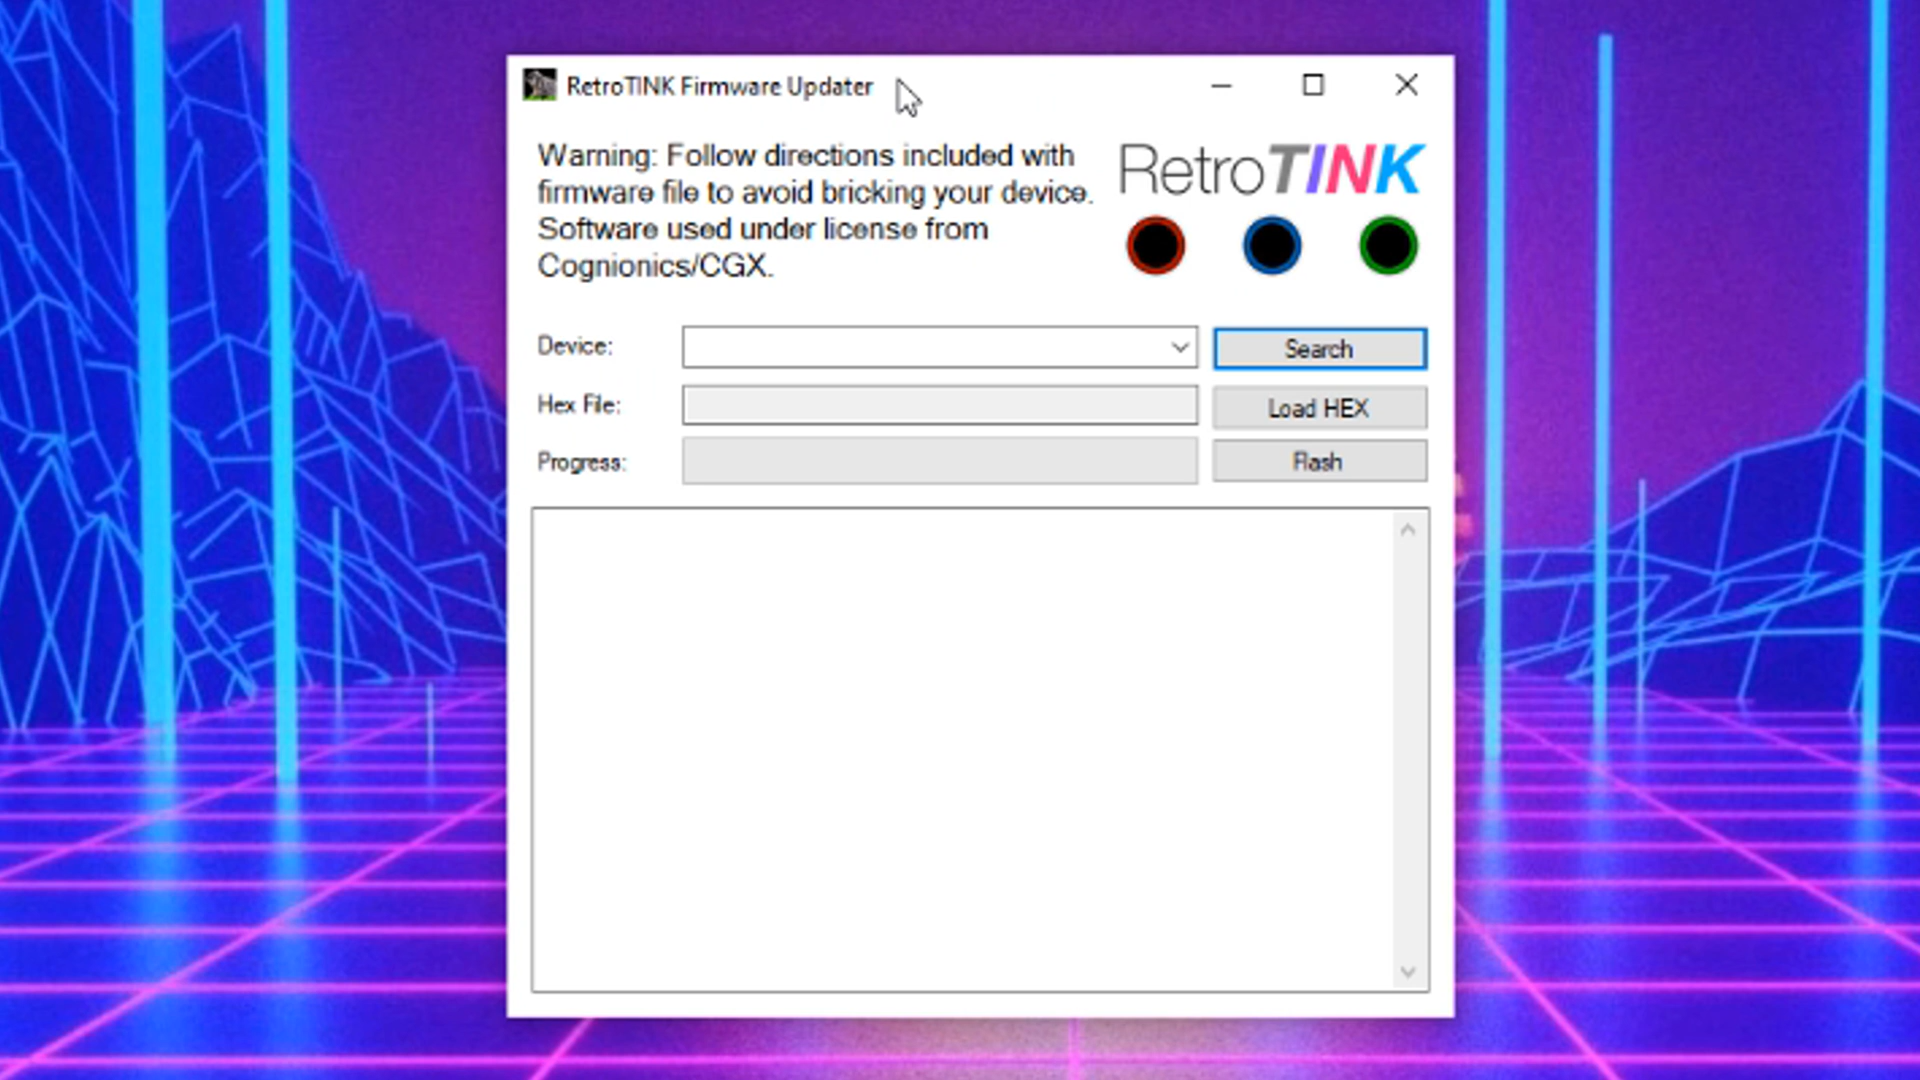 RetroTINK Firmware Updater
Warning: Follow directions included with
firmware file to avoid bricking your device.
Software used under license from
Cognionics/CGX.
RetroTINK
Device:
Search
Hex File:
Load HEX
Progress:
Flash